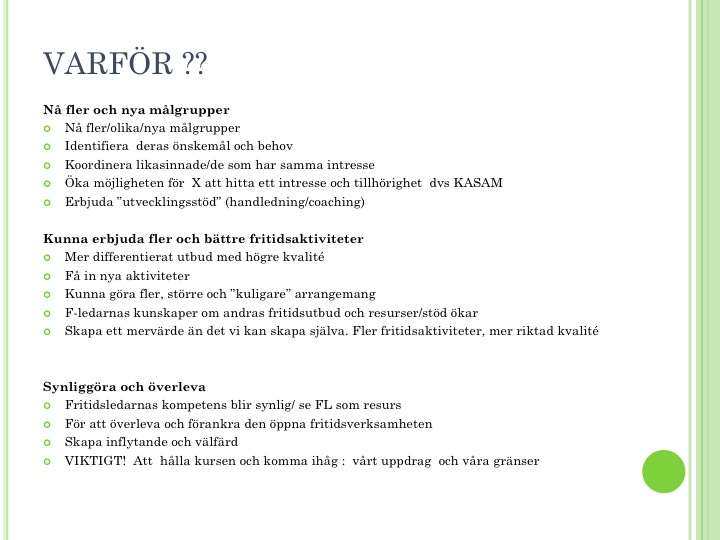 VARFÖR ??
Nå fler och nya målgrupper
Nå fler/olika/nya målgrupper
Identifiera  deras önskemål och behov
Koordinera likasinnade/de som har samma intresse
Öka möjligheten för  X att hitta ett intresse och tillhörighet  dvs KASAM
Erbjuda ”utvecklingsstöd” (handledning/coaching)
Kunna erbjuda fler och bättre fritidsaktiviteter
Mer differentierat utbud med högre kvalité
Få in nya aktiviteter
Kunna göra fler, större och ”kuligare” arrangemang
F-ledarnas kunskaper om andras fritidsutbud och resurser/stöd ökar
Skapa ett mervärde än det vi kan skapa själva. Fler fritidsaktiviteter, mer riktad kvalité
Synliggöra och överleva
Fritidsledarnas kompetens blir synlig/ se FL som resurs
För att överleva och förankra den öppna fritidsverksamheten
Skapa inflytande och välfärd
VIKTIGT!  Att  hålla kursen och komma ihåg :  vårt uppdrag  och våra gränser